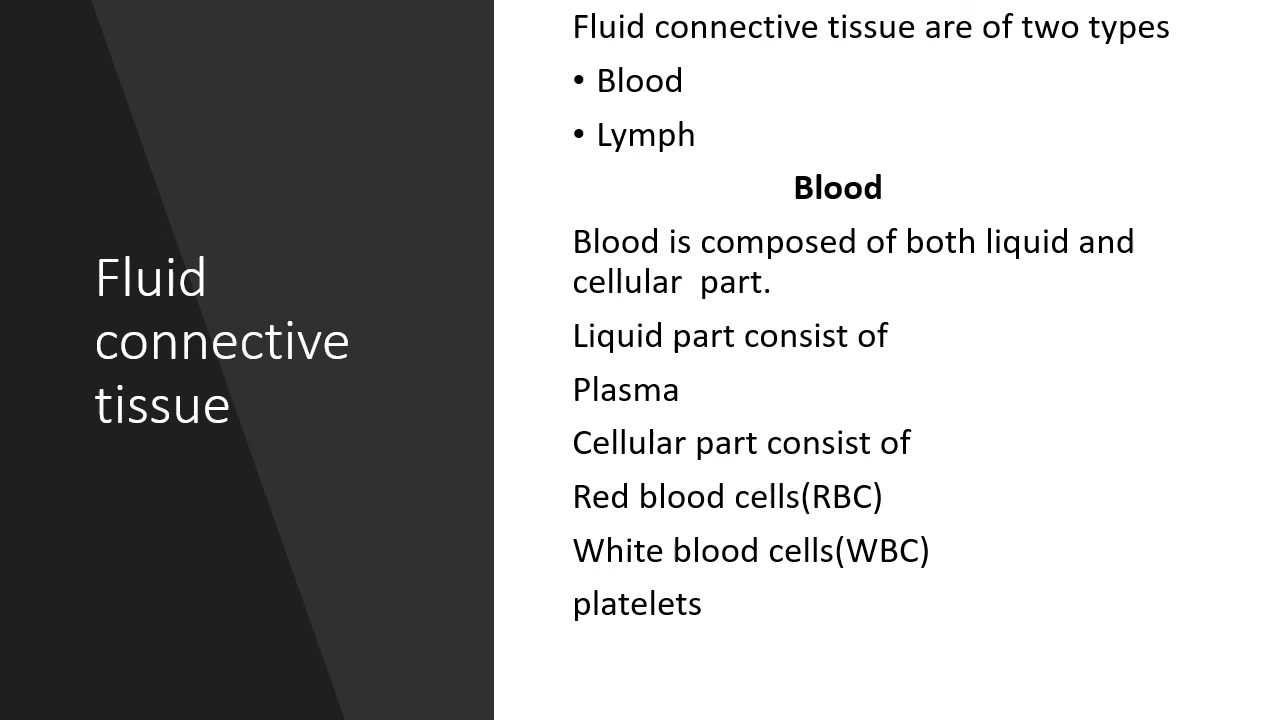 Fluid
connective
tissue
Fluid connective tissue are of two types
• Blood
• Lymph
Blood
Blood is composed of both liquid and
cellular  part.
Liquid part consist of
Plasma
Cellular part consist of
Red blood cells(RBC)
White blood cells(WBC)
platelets